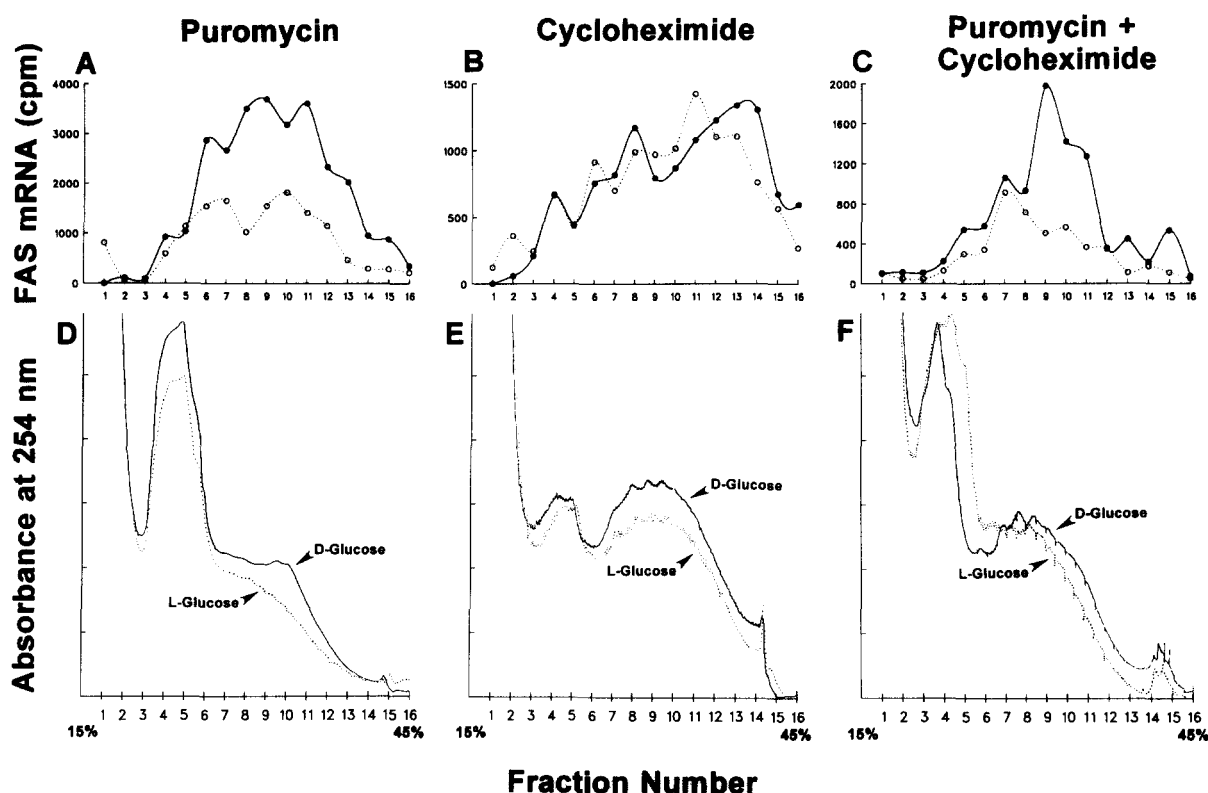 Puromycin
Cycloheximide
Puromycin +
Cycloheximide
FAS mRNA (cpm)
A
4000
3000
2000
1000
0
1 2 3 4 5 6 7 8 9 10 11 12 13 14 15 16
B
1500
1000
500
0
1 2 3 4 5 6 7 8 9 10 11 12 13 14 15 16
C
2000
1600
1200
800
400
0
1 2 3 4 5 6 7 8 9 10 11 12 13 14 15 16
Absorbance at 254 nm
D
D-Glucose
L-Glucose
1 2 3 4 5 6 7 8 9 10 11 12 13 14 15 16
15% 45%
E
D-Glucose
L-Glucose
1 2 3 4 5 6 7 8 9 10 11 12 13 14 15 16
15% 45%
F
D-Glucose
L-Glucose
1 2 3 4 5 6 7 8 9 10 11 12 13 14 15 16
15% 45%
Fraction Number